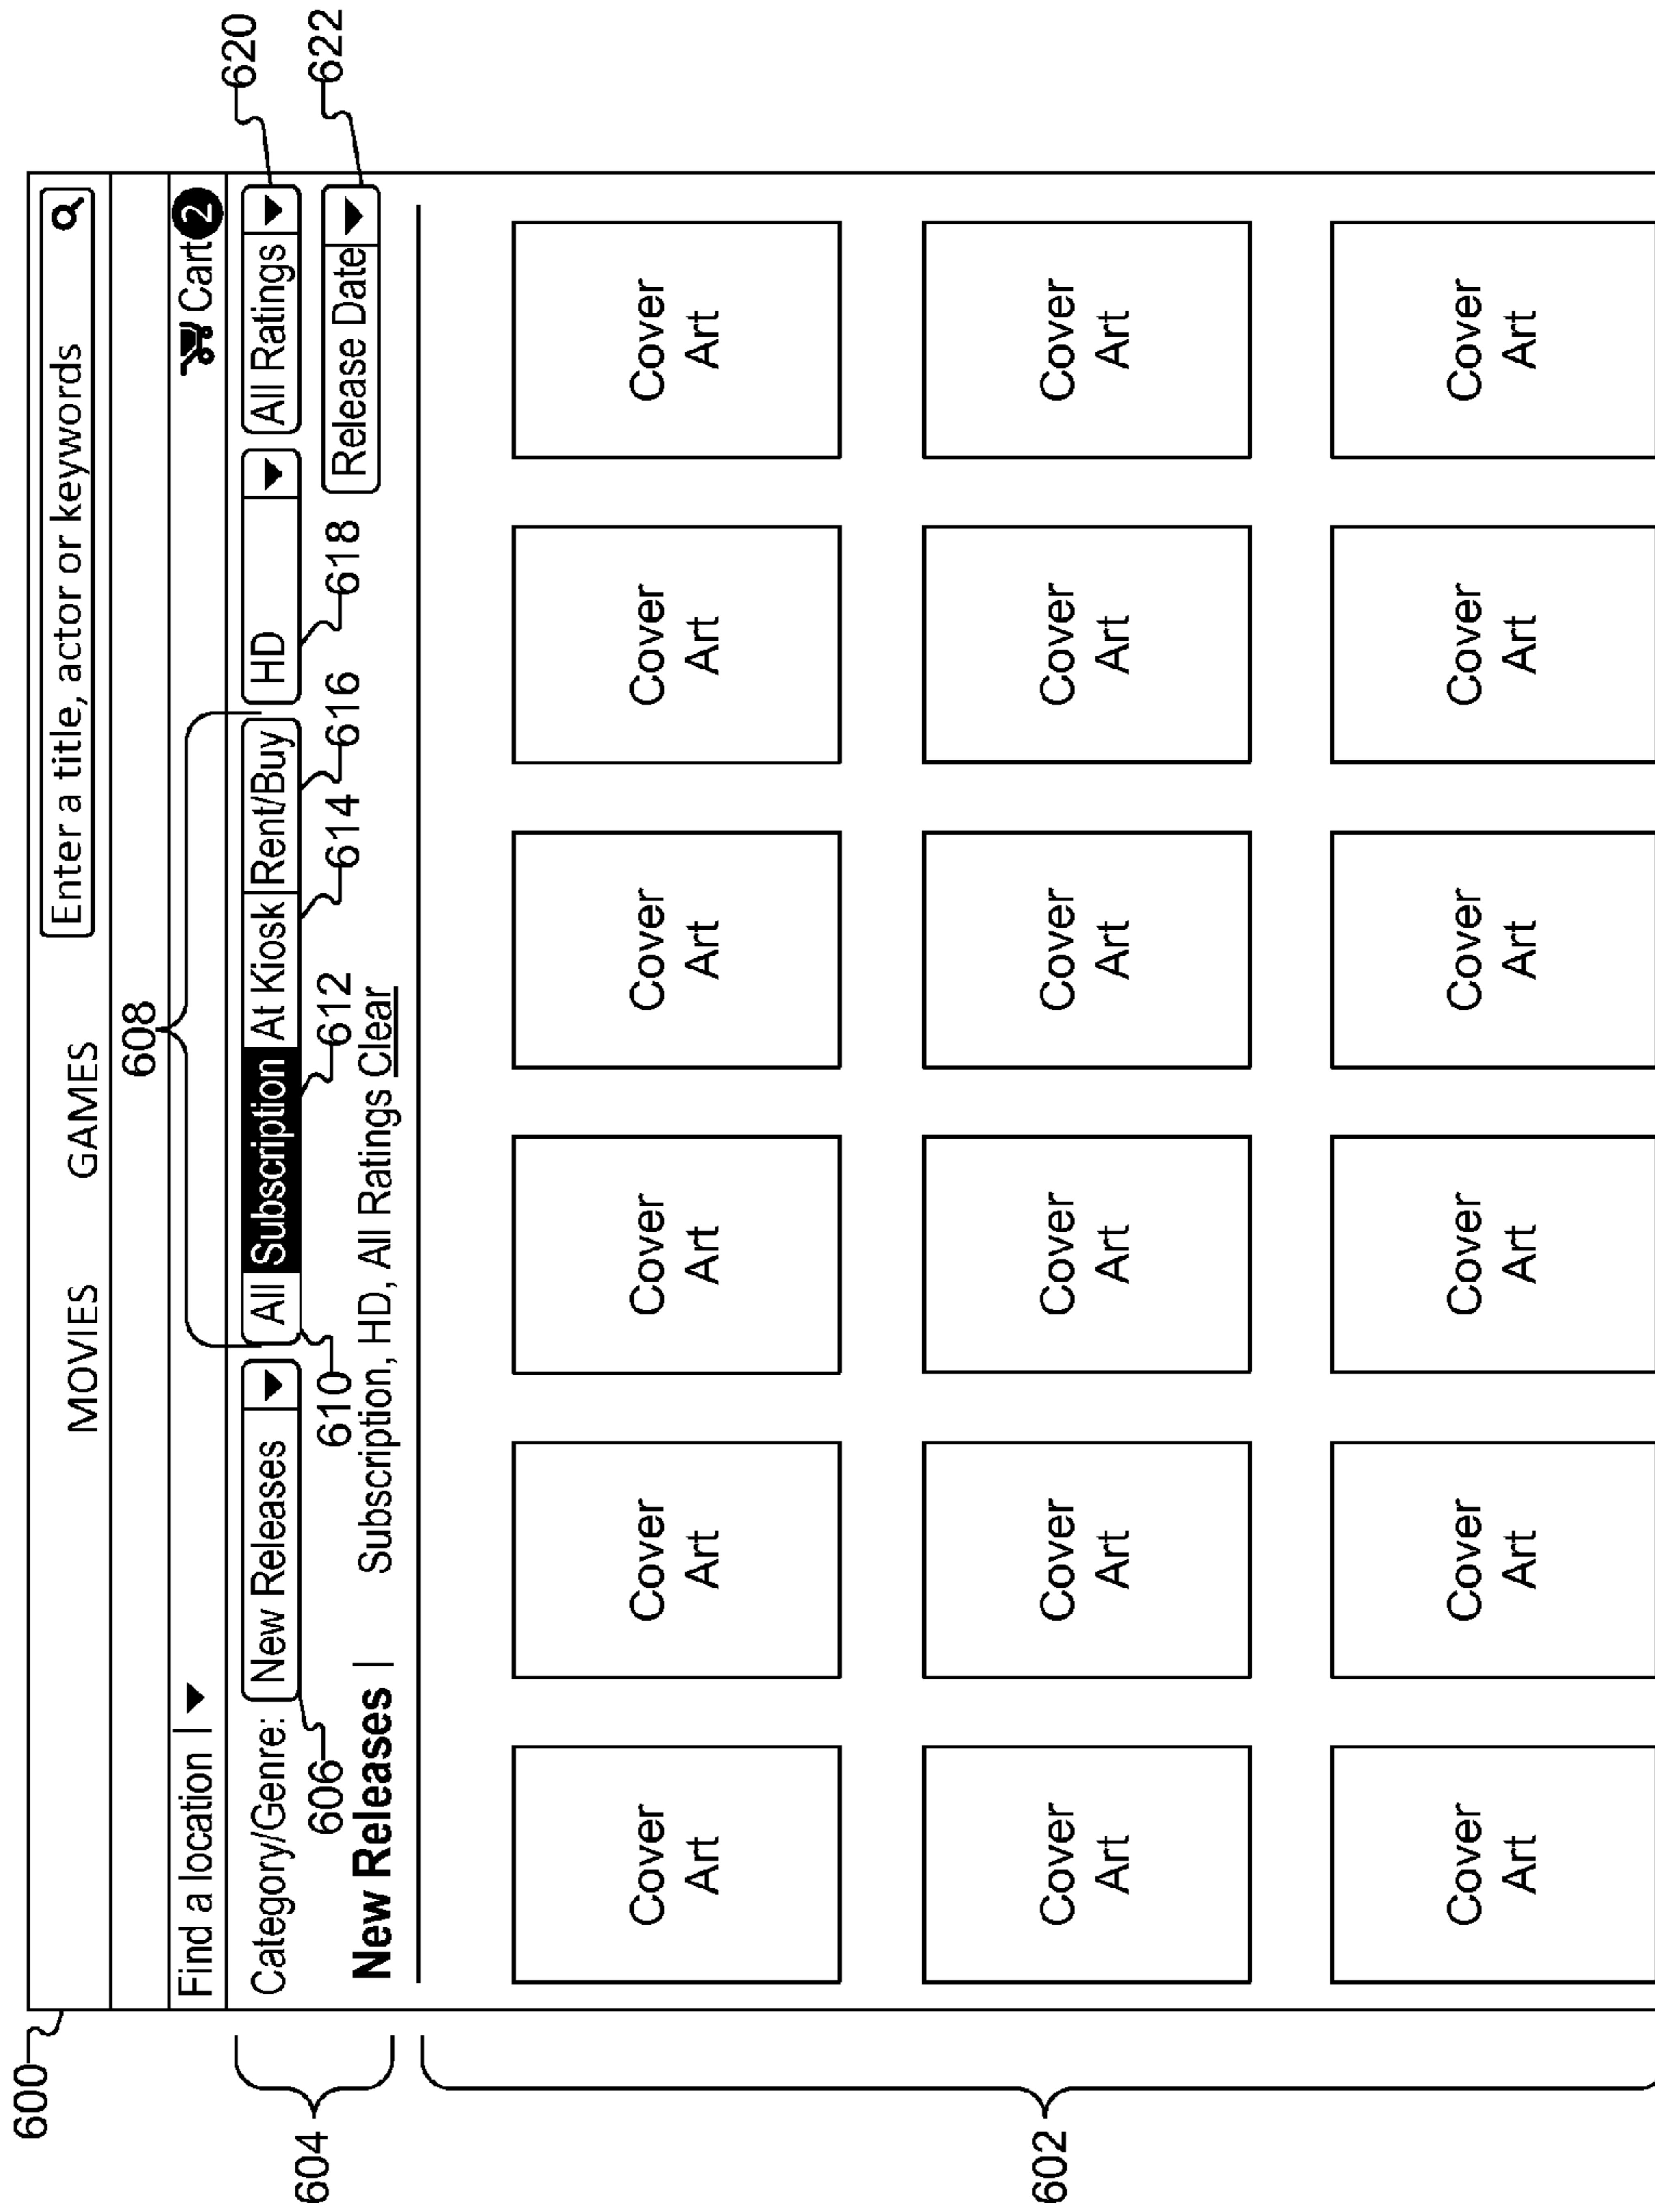 600
MOVIES GAMES Enter a title, actor or keywords
608
Find a location Cart 2
Category/Genre: New Releases All Subscription At Kiosk Rent/Buy HD All Ratings 620
606 610 612 614 616 618
New Releases | Subscription, HD, All Ratings Clear Release Date 622
604
Cover Art Cover Art Cover Art Cover Art Cover Art Cover Art
Cover Art Cover Art Cover Art Cover Art Cover Art Cover Art
602
Cover Art Cover Art Cover Art Cover Art Cover Art Cover Art